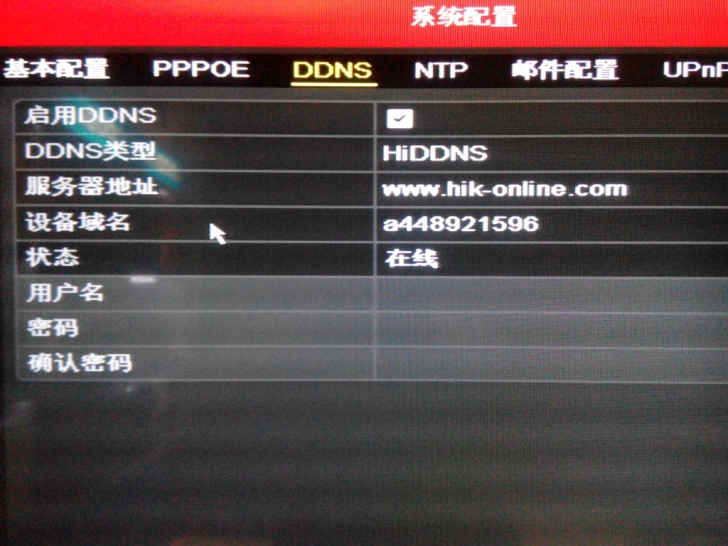 系统配置
基本配置 PPPOE DDNS NTP 邮件配置 UPnP
启用DDNS
DDNS类型 HiDDNS
服务器地址 www.hik-online.com
设备域名 a448921596
状态 在线
用户名
密码
确认密码